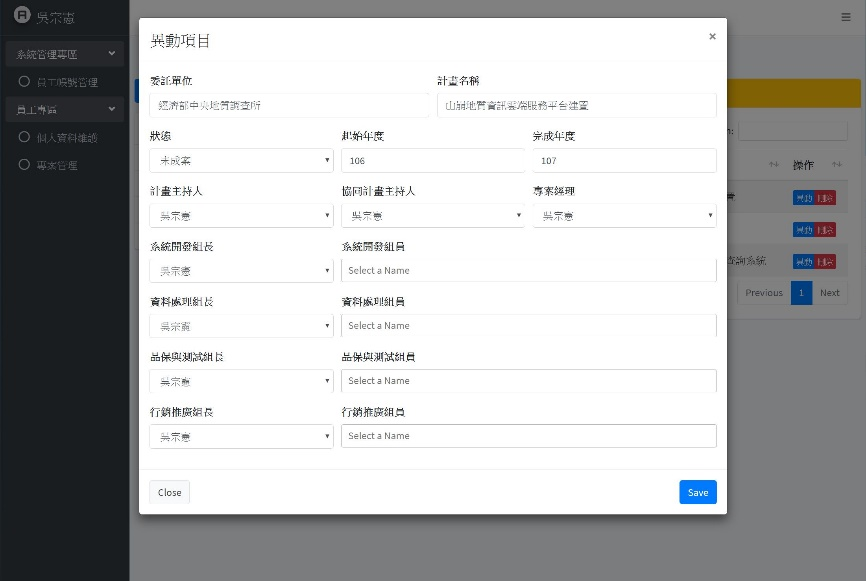 吳宗憲
系統管理專區
員工帳號管理
員工專區
個人資料維護
專案管理
異動項目
×
委託單位 計畫名稱
經濟部中央地質調查所 山崩地質資訊雲端服務平台建置
狀態 起始年度 完成年度
未成案 106 107
計畫主持人 協同計畫主持人 專案經理
吳宗憲 吳宗憲 吳宗憲
系統開發組長 系統開發組員
吳宗憲 Select a Name
資料處理組長 資料處理組員
吳宗憲 Select a Name
品保與測試組長 品保與測試組員
吳宗憲 Select a Name
行銷推廣組長 行銷推廣組員
吳宗憲 Select a Name
Close Save
操作
異動 刪除
異動 刪除
查詢系統 異動 刪除
Previous 1 Next